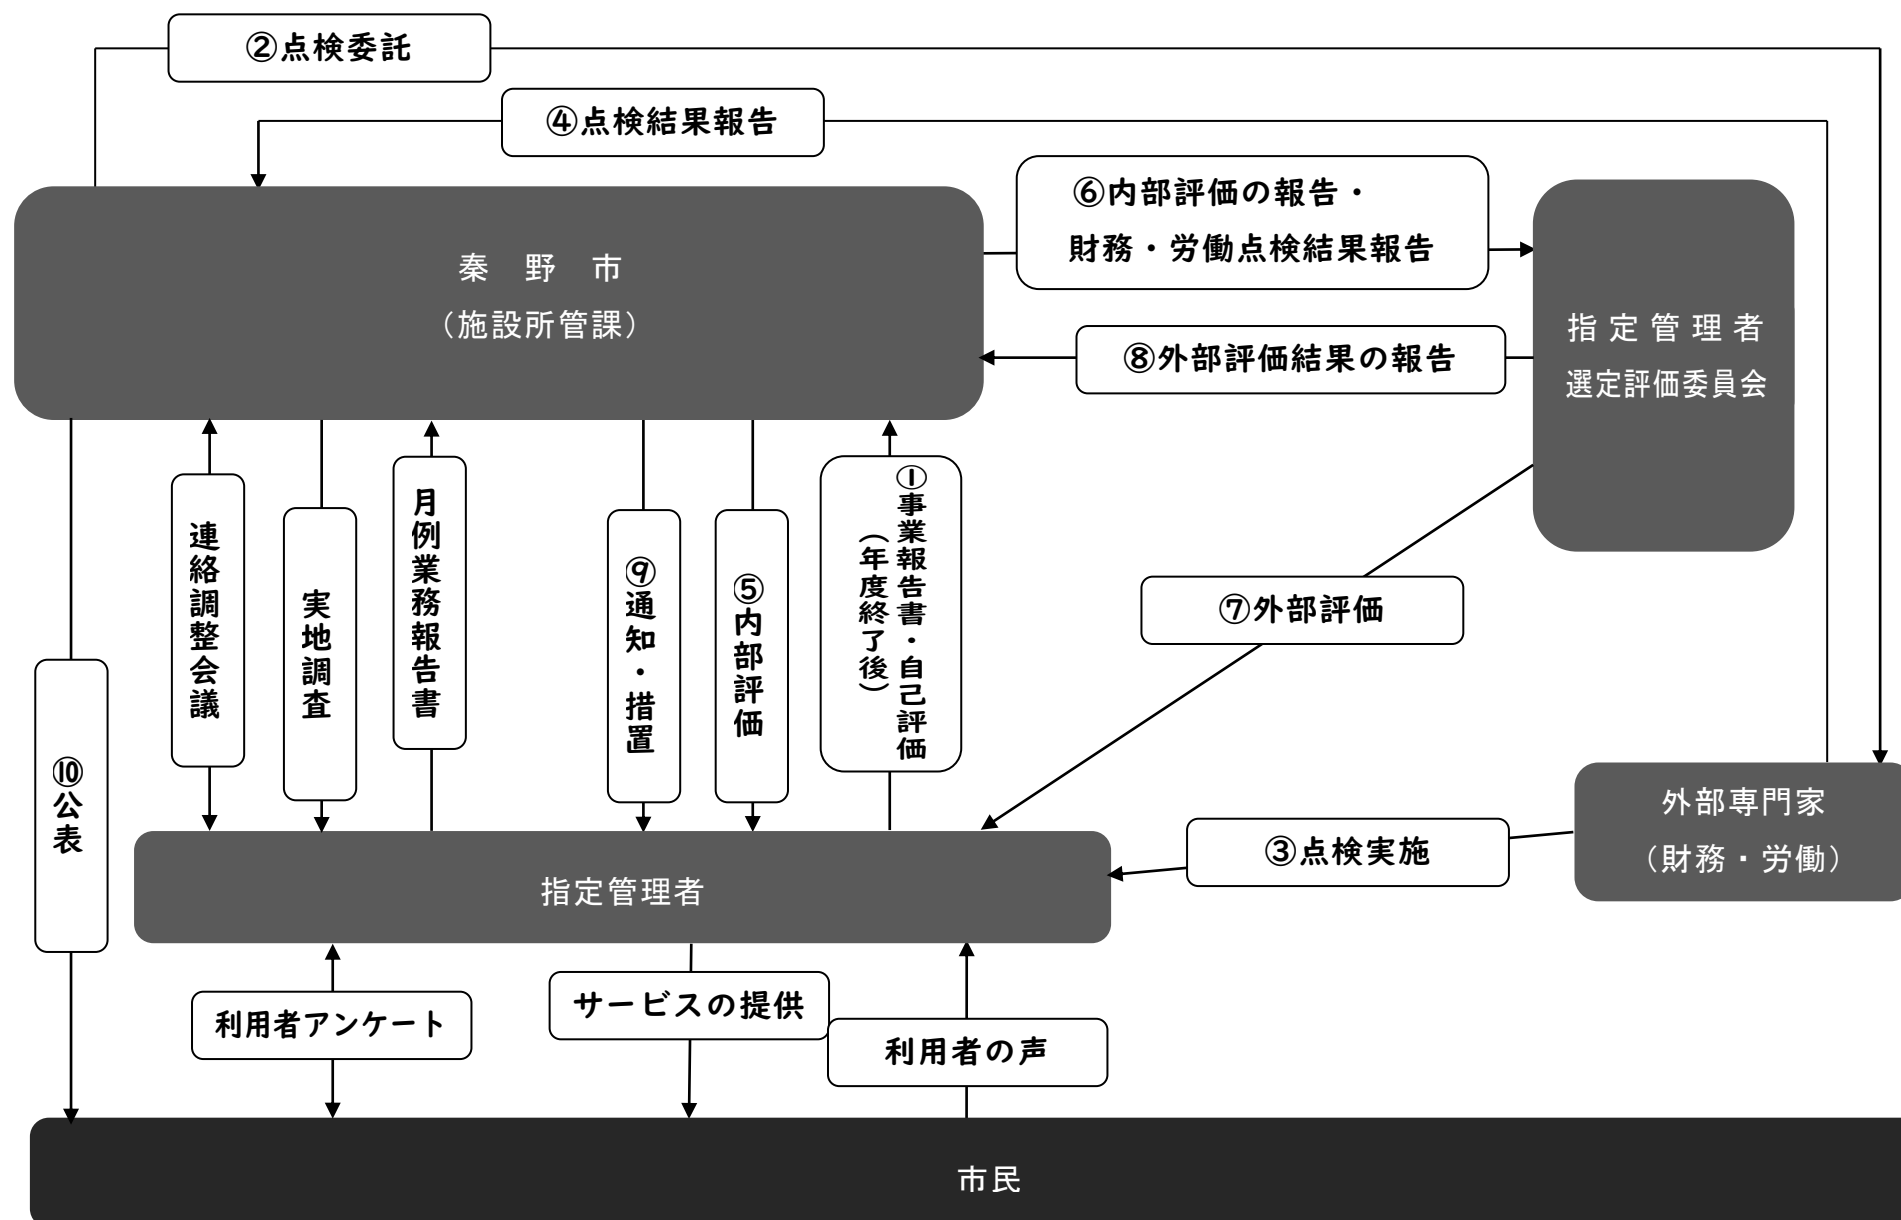 ②点検委託
④点検結果報告
⑥内部評価の報告・
財務・労働点検結果報告
秦　野　市
（施設所管課）
指定管理者
選定評価委員会
⑧外部評価結果の報告
連絡調整会議
実地調査
月例業務報告書
⑨通知・措置
⑤内部評価
①事業報告書・自己評価
（年度終了後）
⑦外部評価
⑩公表
外部専門家
（財務・労働）
③点検実施
指定管理者
利用者アンケート
サービスの提供
利用者の声
市民